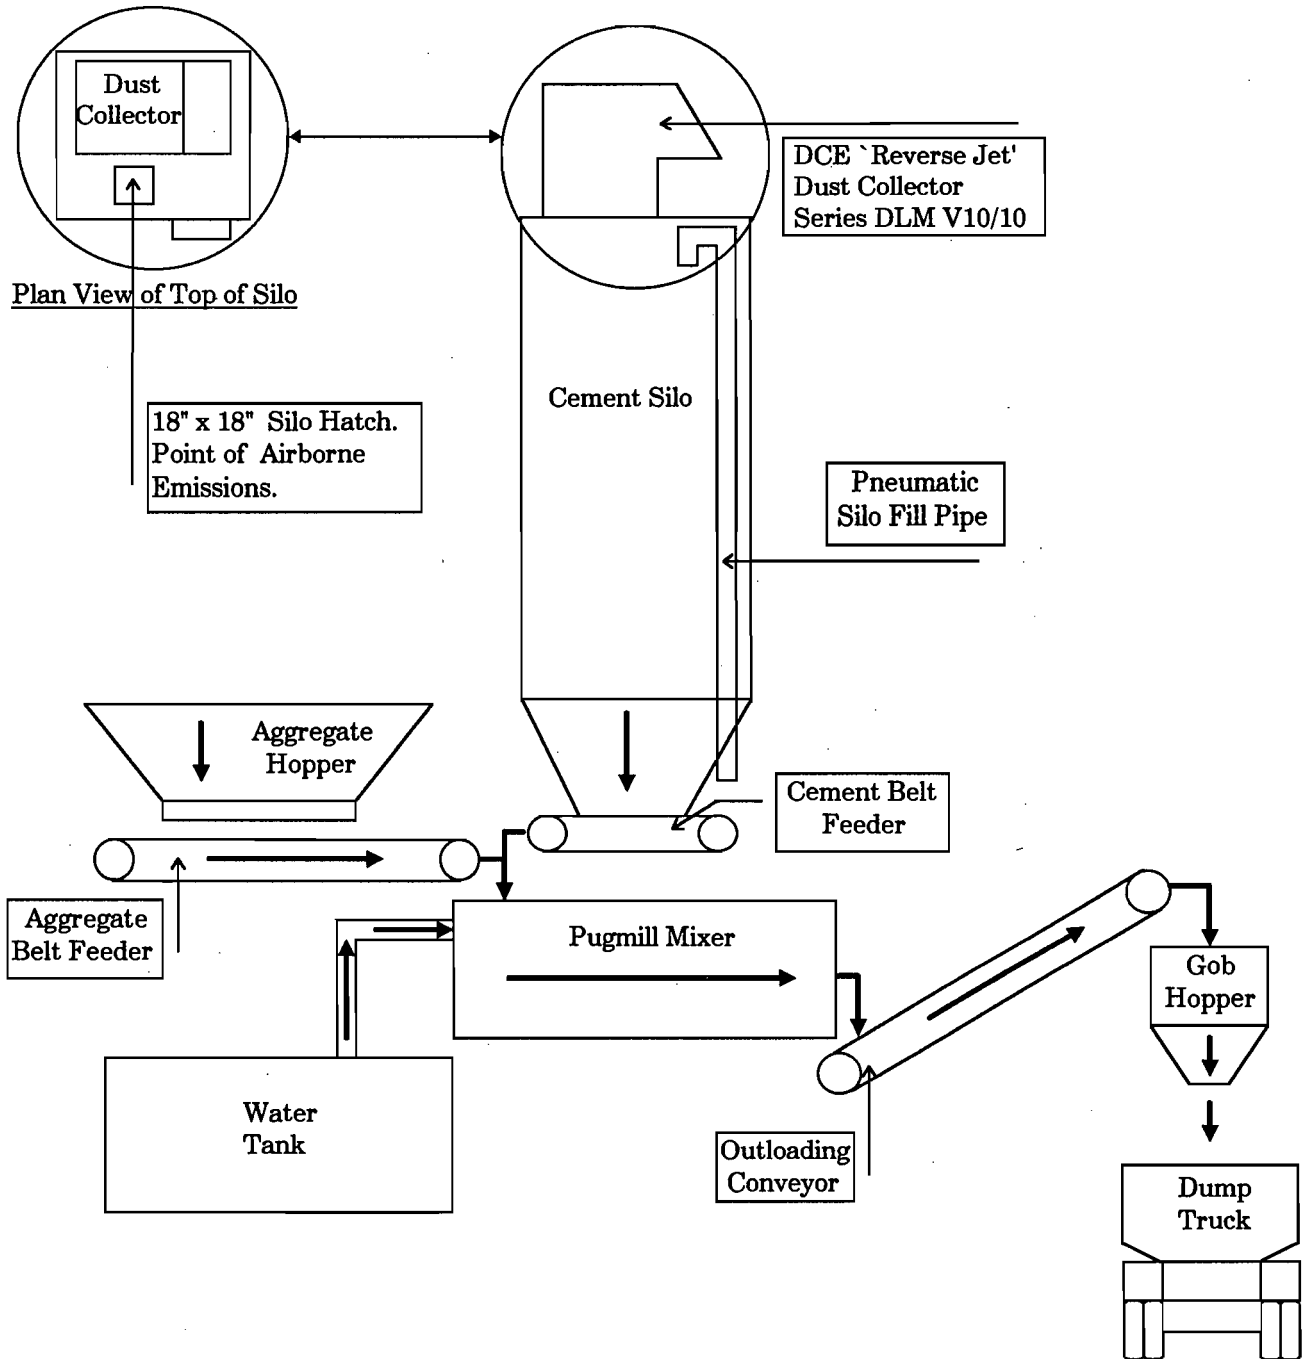 Dust
Collector
DCE `Reverse Jet'
Dust Collector
Series DLM V10/10
Plan View of Top of Silo
18" x 18" Silo Hatch.
Point of Airborne
Emissions.
Cement Silo
Pneumatic
Silo Fill Pipe
Aggregate
Hopper
Cement Belt
Feeder
Aggregate
Belt Feeder
Pugmill Mixer
Gob
Hopper
Water
Tank
Outloading
Conveyor
Dump
Truck